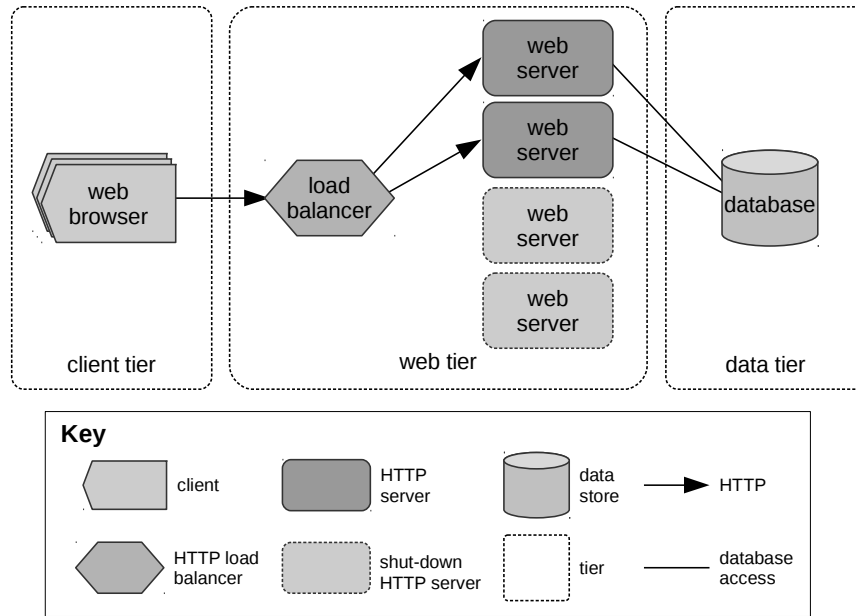 web
server
web
server
web
browser
load
balancer
web
server
database
web
server
client tier
web tier
data tier
Key
client
HTTP
server
data
store
HTTP
HTTP load
balancer
shut-down
HTTP server
tier
database
access